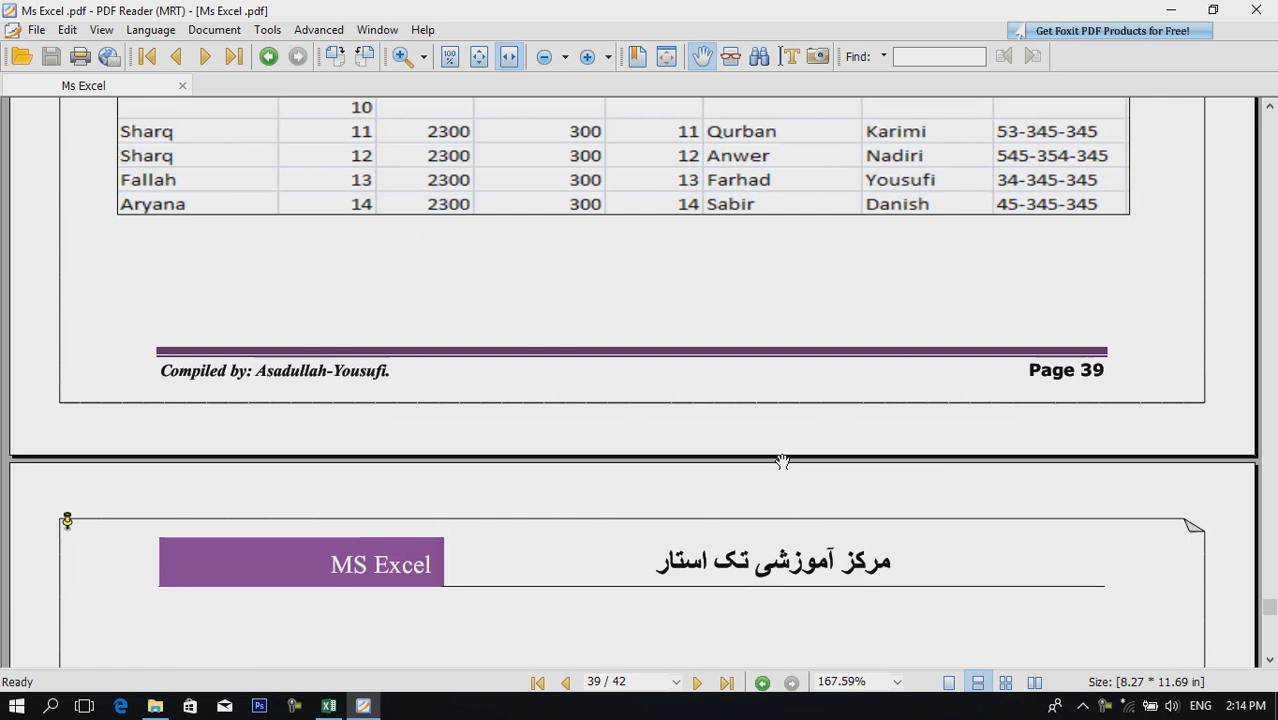 Ms Excel .pdf - PDF Reader (MRT) - [Ms Excel .pdf]
File Edit View Language Document Tools Advanced Window Help
Get Foxit PDF Products for Free!
Find:
Ms Excel
10
Sharq 11 2300 300 11 Qurban Karimi 53-345-345
Sharq 12 2300 300 12 Anwer Nadiri 545-354-345
Fallah 13 2300 300 13 Farhad Yousufi 34-345-345
Aryana 14 2300 300 14 Sabir Danish 45-345-345
Compiled by: Asadullah-Yousufi. Page 39
MS Excel مرکز آموزشی تک استار
Ready 39 / 42 167.59% Size: [8.27 * 11.69 in]
ENG 2:14 PM